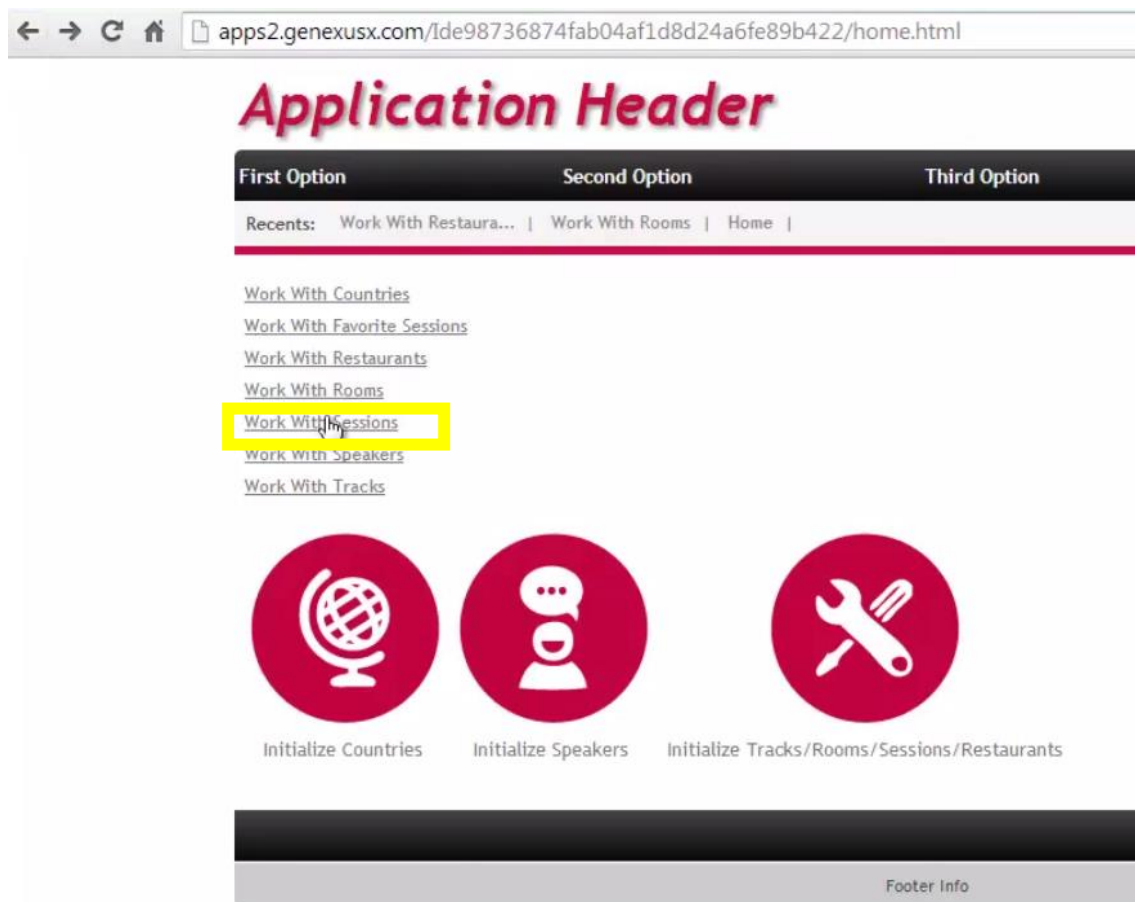 apps2.genexusx.com/Ide98736874fab04af1d8d24a6fe89b422/home.html
Application Header
First Option Second Option Third Option
Recents: Work With Restaura... | Work With Rooms | Home |
Work With Countries
Work With Favorite Sessions
Work With Restaurants
Work With Rooms
Work With Sessions
Work With Speakers
Work With Tracks
Initialize Countries Initialize Speakers Initialize Tracks/Rooms/Sessions/Restaurants
Footer Info